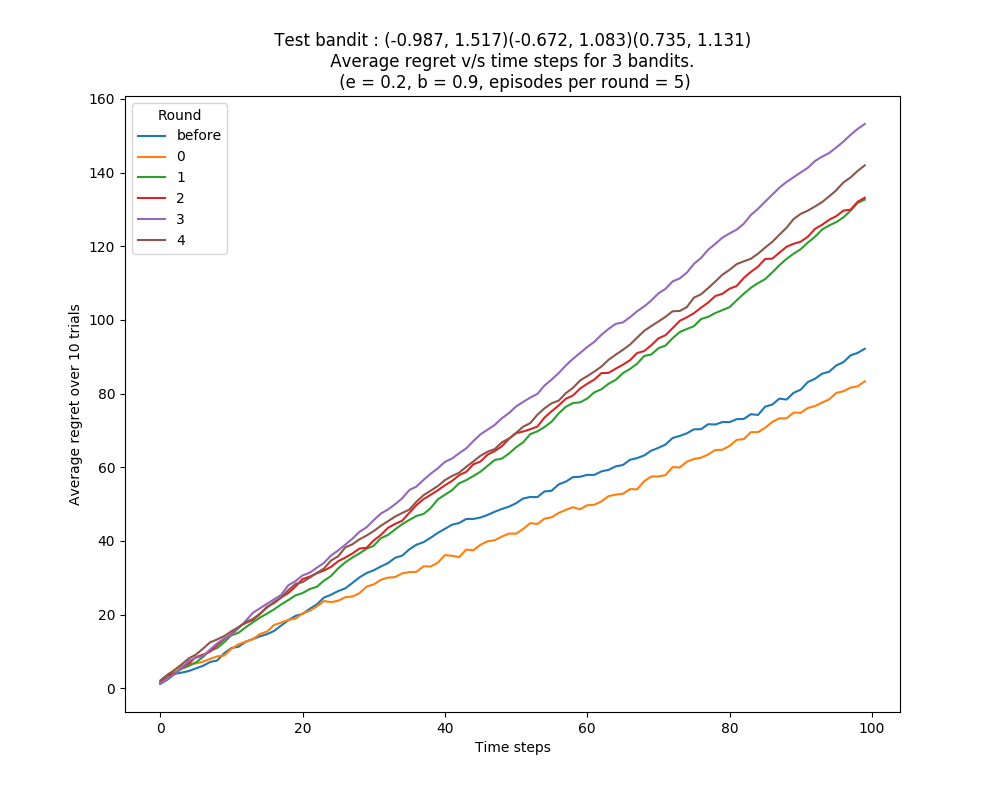 Test bandit : (-0.987, 1.517)(-0.672, 1.083)(0.735, 1.131)
Average regret v/s time steps for 3 bandits.
(e = 0.2, b = 0.9, episodes per round = 5)
Round
before
0
1
2
3
4
160
140
120
100
80
60
40
20
0
Average regret over 10 trials
0 20 40 60 80 100
Time steps